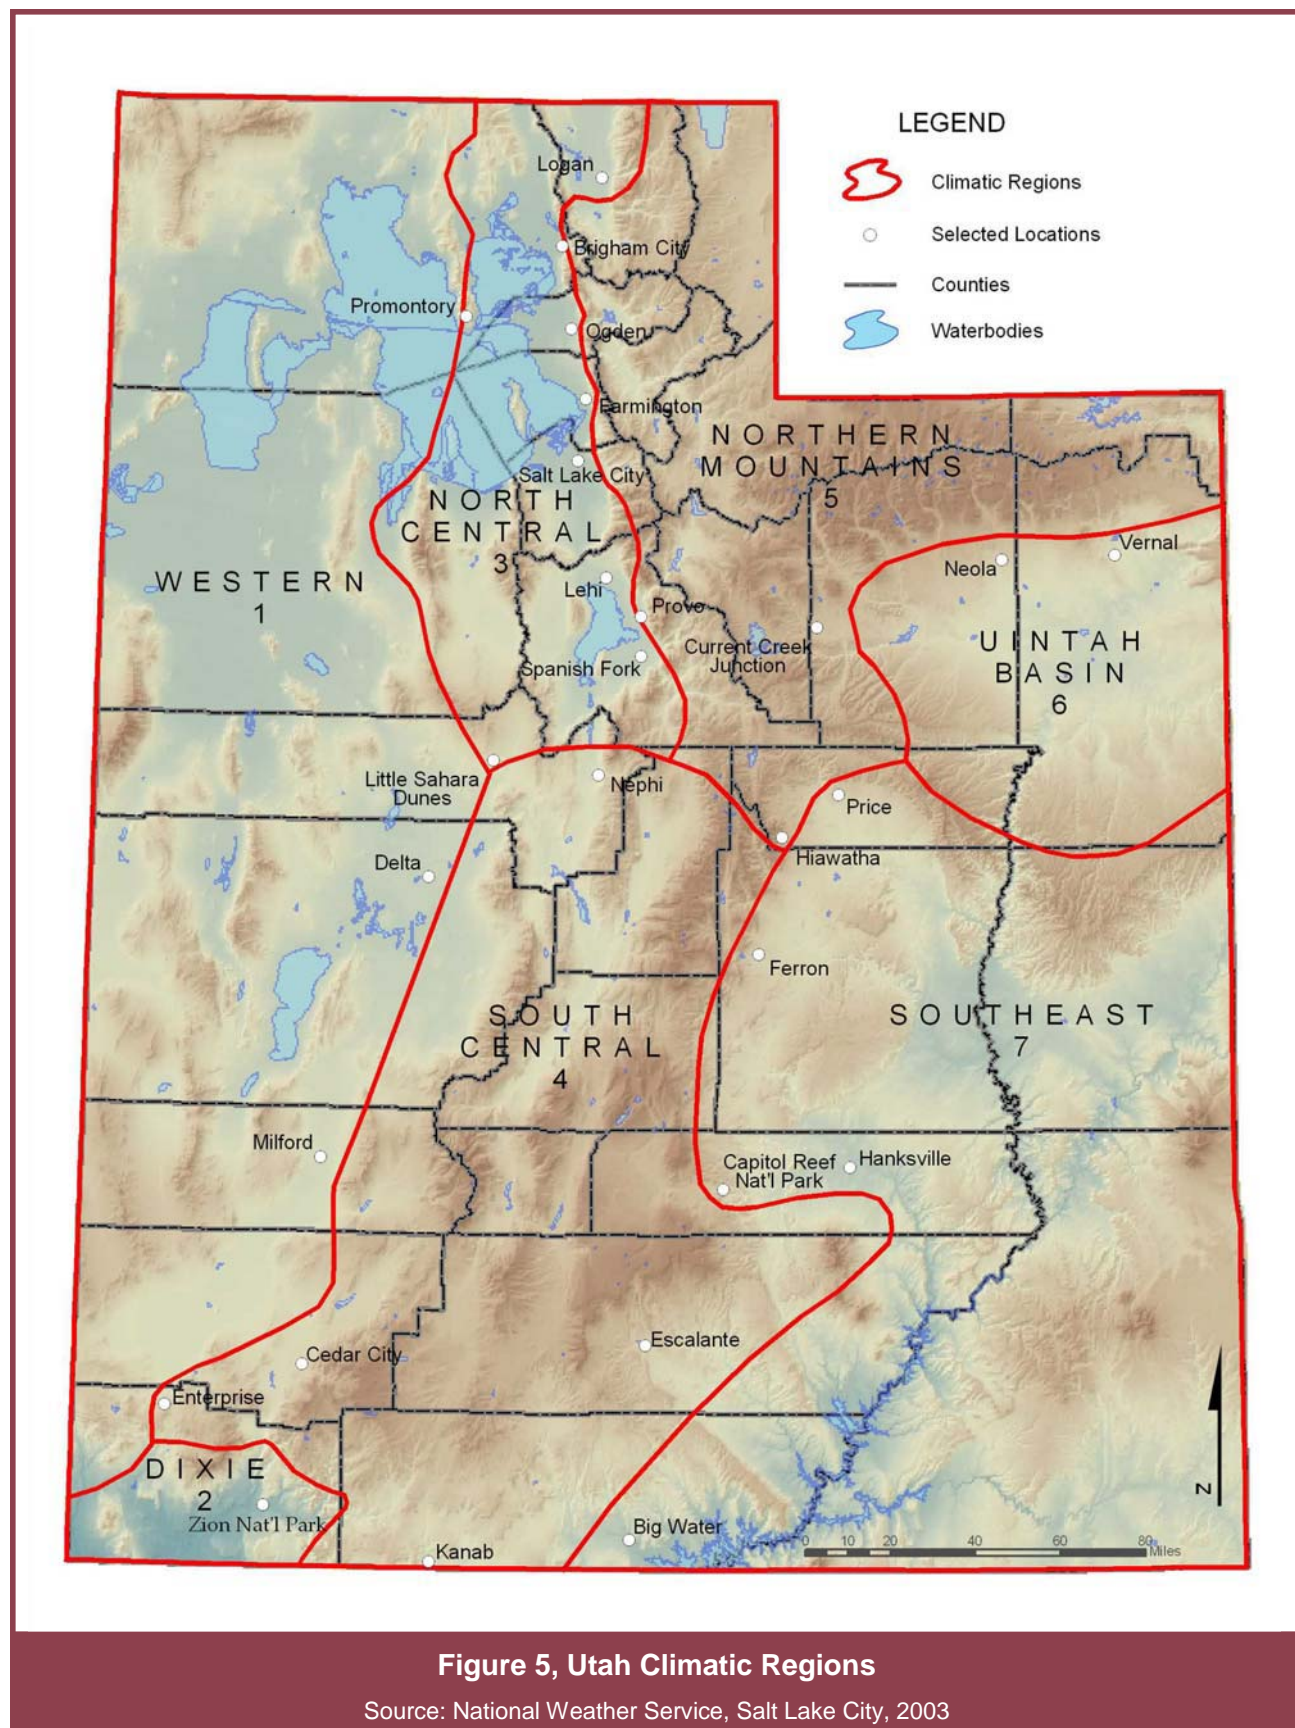 LEGEND
Climatic Regions
Selected Locations
Counties
Waterbodies
Logan
Brigham City
Promontory
Ogden
Farmington
NORTHERN
MOUNTAINS
5
Salt Lake City
NORTH
CENTRAL
3
Vernal
Neola
WESTERN
1
Lehi
Provo
Current Creek
Junction
UINTAH
BASIN
6
Spanish Fork
Little Sahara
Dunes
Nephi
Price
Hiawatha
Delta
Ferron
SOUTH
CENTRAL
4
SOUTHEAST
7
Milford
Capitol Reef
Nat'l Park
Hanksville
Escalante
Cedar City
Enterprise
DIXIE
2
Zion Nat'l Park
Big Water
Kanab
N
0 10 20 40 60 80
Miles
Figure 5, Utah Climatic Regions
Source: National Weather Service, Salt Lake City, 2003